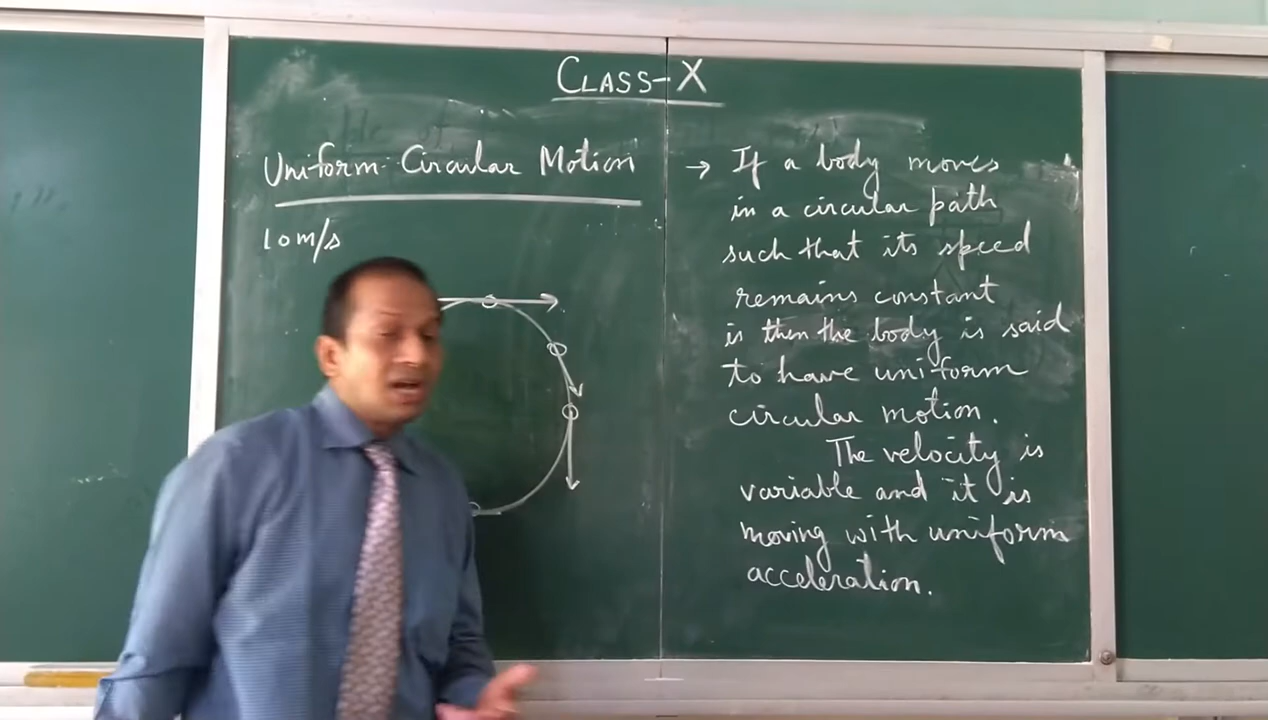 CLASS-X
Uniform Circular Motion
10 m/s
→ If a body moves
in a circular path
such that its speed
remains constant
is then the body is said
to have uniform
circular motion.
The velocity is
variable and it is
moving with uniform
acceleration.